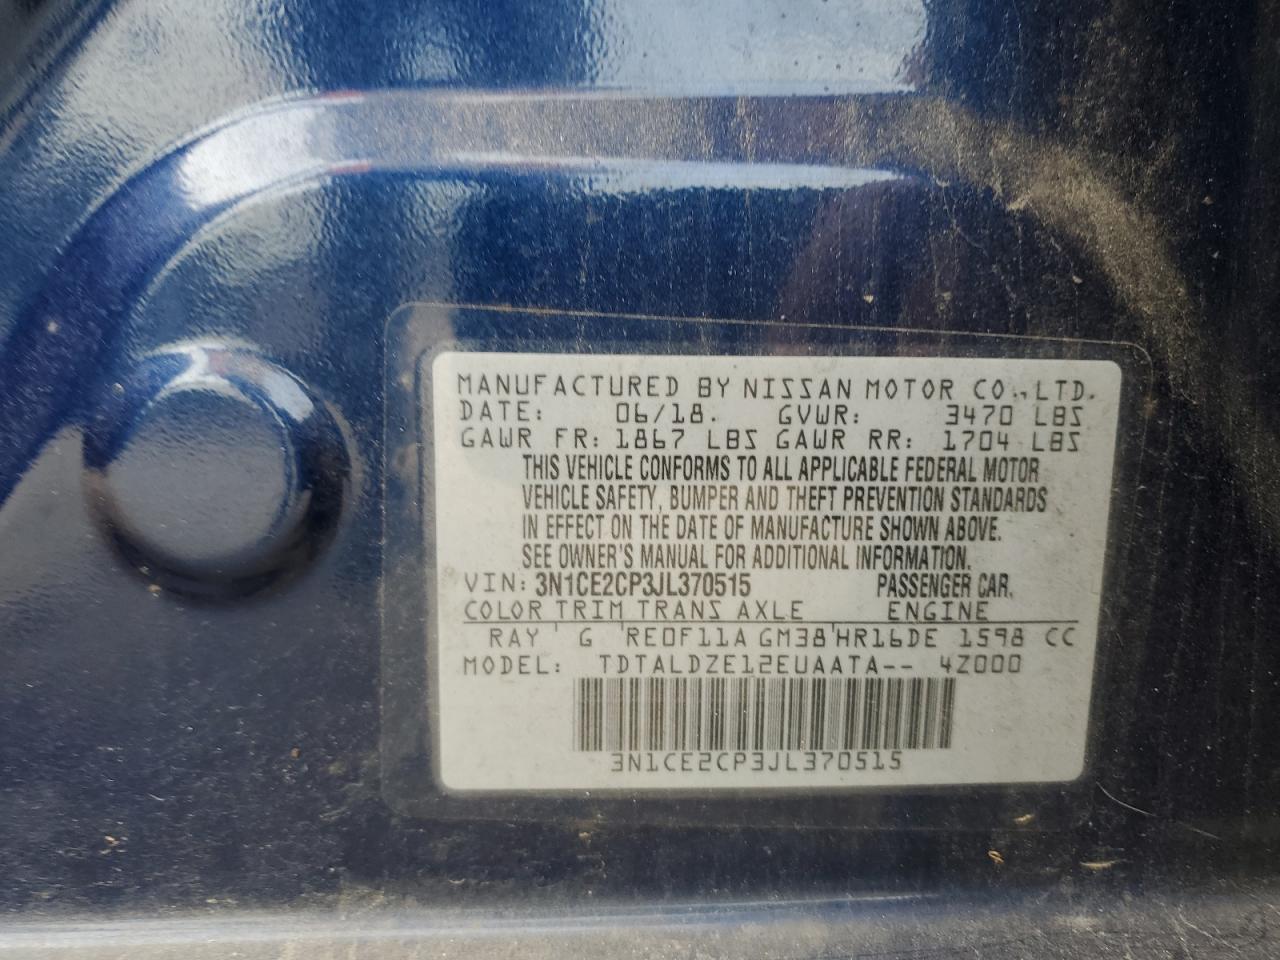 MANUFACTURED BY NISSAN MOTOR CO., LTD.
DATE: 06/18. GVWR: 3470 LBS
GAWR FR: 1867 LBS GAWR RR: 1704 LBS
THIS VEHICLE CONFORMS TO ALL APPLICABLE FEDERAL MOTOR
VEHICLE SAFETY, BUMPER AND THEFT PREVENTION STANDARDS
IN EFFECT ON THE DATE OF MANUFACTURE SHOWN ABOVE.
SEE OWNER'S MANUAL FOR ADDITIONAL INFORMATION.
VIN: 3N1CE2CP3JL370515 PASSENGER CAR.
COLOR TRIM TRANS AXLE ENGINE
RAY G RE0F11A GM38 HR16DE 1598 CC
MODEL: TDTALDZE12EUAATA-- 4Z000
3N1CE2CP3JL370515